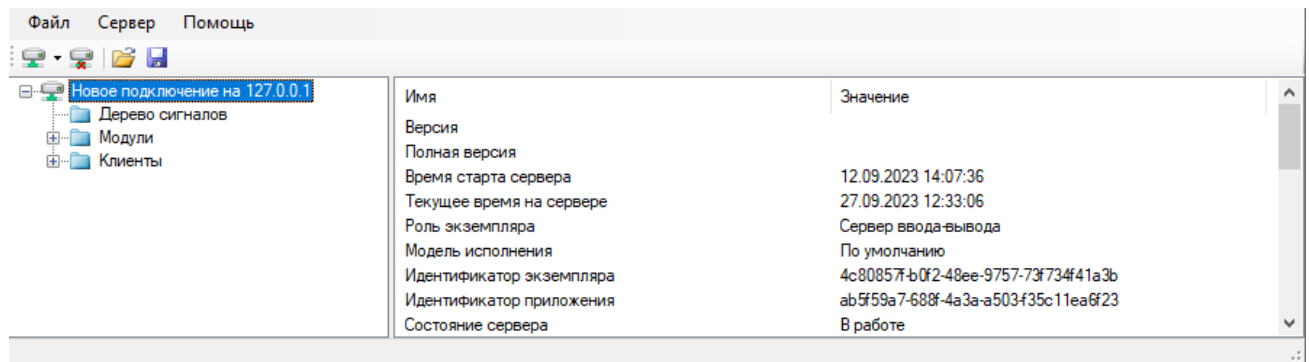 Файл Сервер Помощь
Новое подключение на 127.0.0.1
Дерево сигналов
Модули
Клиенты
Имя Значение
Версия
Полная версия
Время старта сервера 12.09.2023 14:07:36
Текущее время на сервере 27.09.2023 12:33:06
Роль экземпляра Сервер ввода-вывода
Модель исполнения По умолчанию
Идентификатор экземпляра 4c80857f-b0f2-48ee-9757-73f734f41a3b
Идентификатор приложения ab5f59a7-688f-4a3a-a503-f35c11ea6f23
Состояние сервера В работе